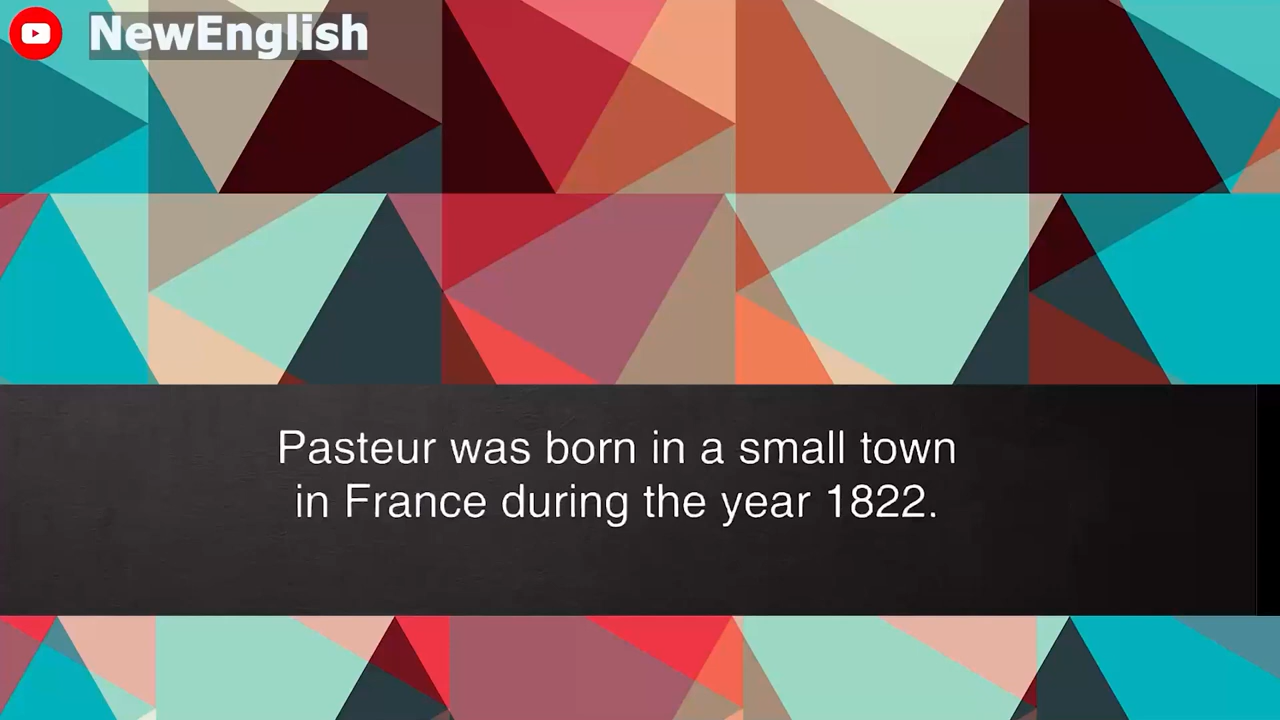 NewEnglish
Pasteur was born in a small town
in France during the year 1822.